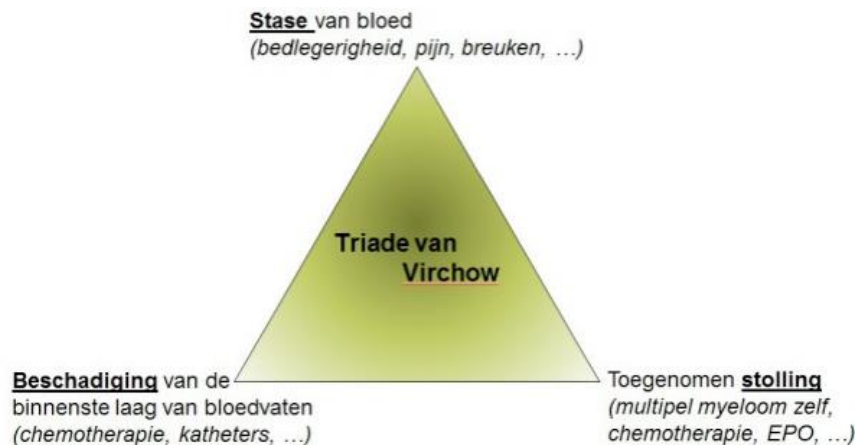 Stase van bloed
(bedlegerigheid, pijn, breuken, …)
Triade van
Virchow
Beschadiging van de
binnenste laag van bloedvaten
(chemotherapie, katheters, …)
Toegenomen stolling
(multipel myeloom zelf,
chemotherapie, EPO, …)